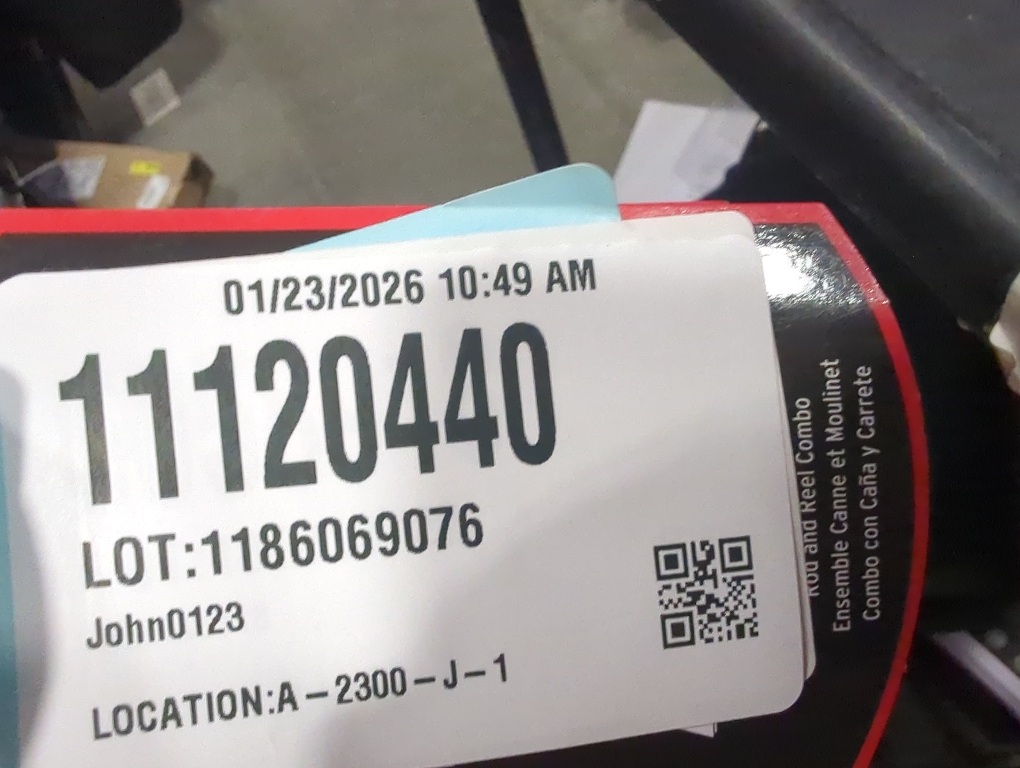 01/23/2026 10:49 AM
11120440
LOT:1186069076
John0123
LOCATION:A-2300-J-1
Rod and Reel Combo
Ensemble Canne et Moulinet
Combo con Caña y Carrete